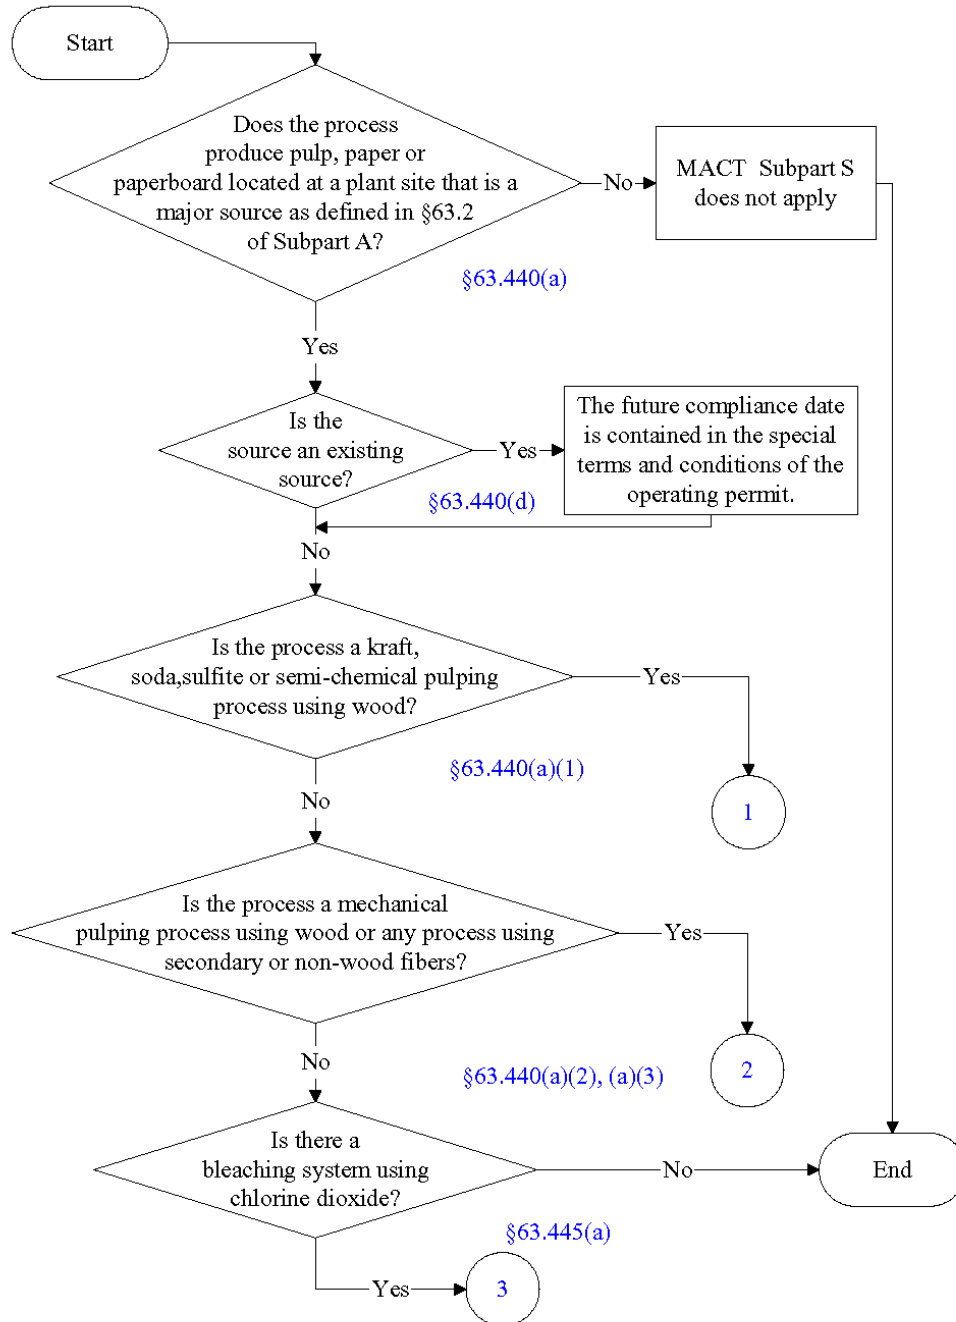 Start
Does the process
produce pulp, paper or
paperboard located at a plant site that is a
major source as defined in §63.2
of Subpart A?
No
MACT Subpart S
does not apply
§63.440(a)
Yes
Is the
source an existing
source?
Yes
The future compliance date
is contained in the special
terms and conditions of the
operating permit.
§63.440(d)
No
Is the process a kraft,
soda,sulfite or semi-chemical pulping
process using wood?
Yes
§63.440(a)(1)
1
No
Is the process a mechanical
pulping process using wood or any process using
secondary or non-wood fibers?
Yes
§63.440(a)(2), (a)(3)
2
No
Is there a
bleaching system using
chlorine dioxide?
No
End
§63.445(a)
Yes
3